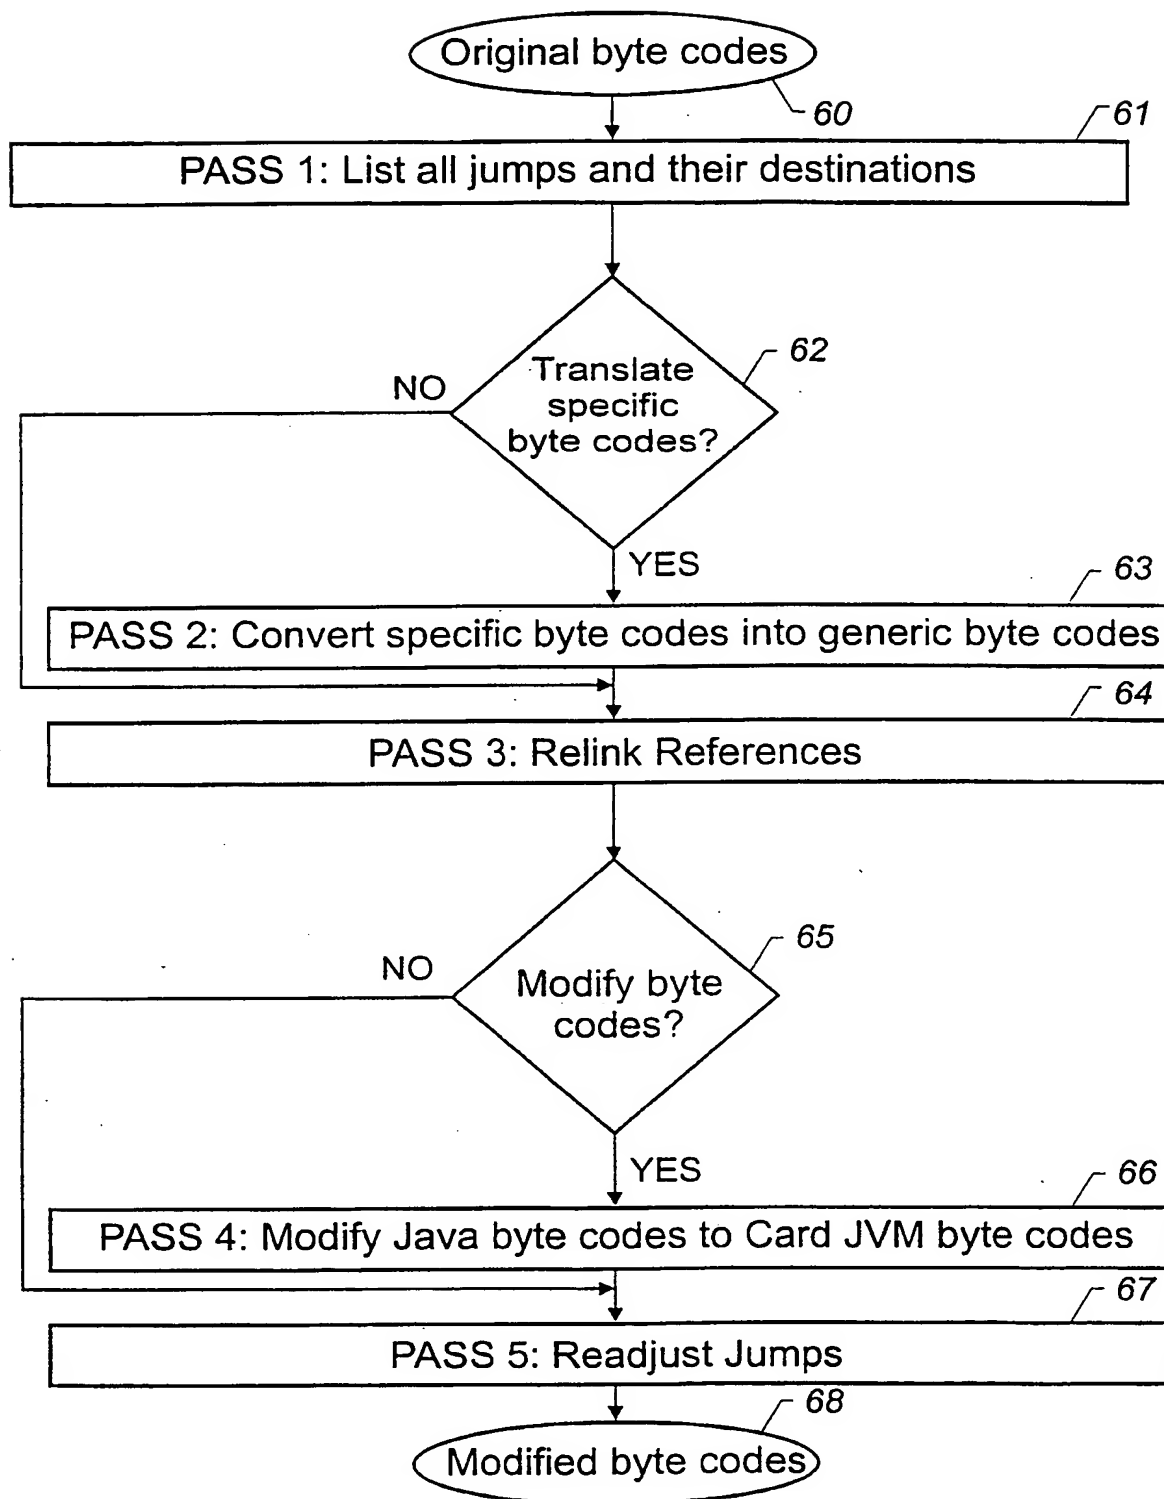 Original byte codes
60
61
PASS 1: List all jumps and their destinations
62
Translate
specific
byte codes?
NO
YES
63
PASS 2: Convert specific byte codes into generic byte codes
64
PASS 3: Relink References
65
NO
Modify byte
codes?
YES
66
PASS 4: Modify Java byte codes to Card JVM byte codes
67
PASS 5: Readjust Jumps
68
Modified byte codes